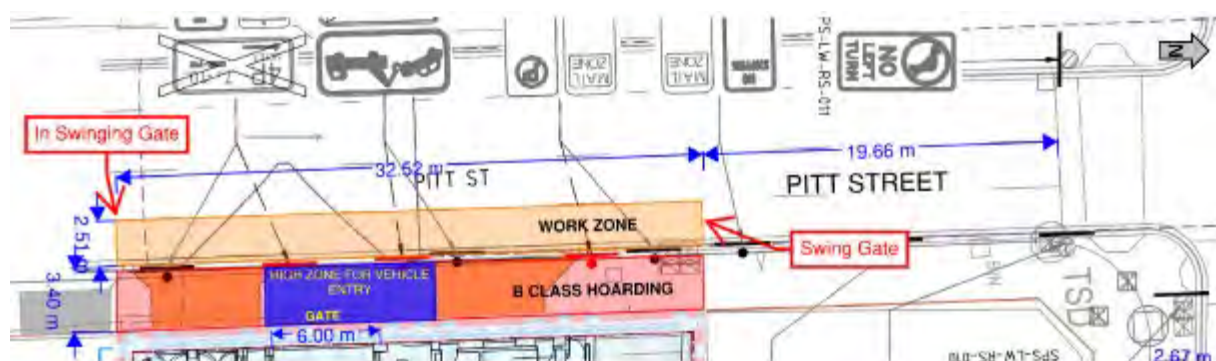 PS-LW-RS-011
NO
LEFT
TURN
MAIL
ZONE
MAIL
ZONE
N
In Swinging Gate
32.52 m
19.66 m
PITT ST
PITT STREET
2.51 m
WORK ZONE
Swing Gate
HIGH ZONE FOR VEHICLE
ENTRY
B CLASS HOARDING
3.40 m
GATE
6.00 m
TSD
SPS-LW-RS-010
2.67 m